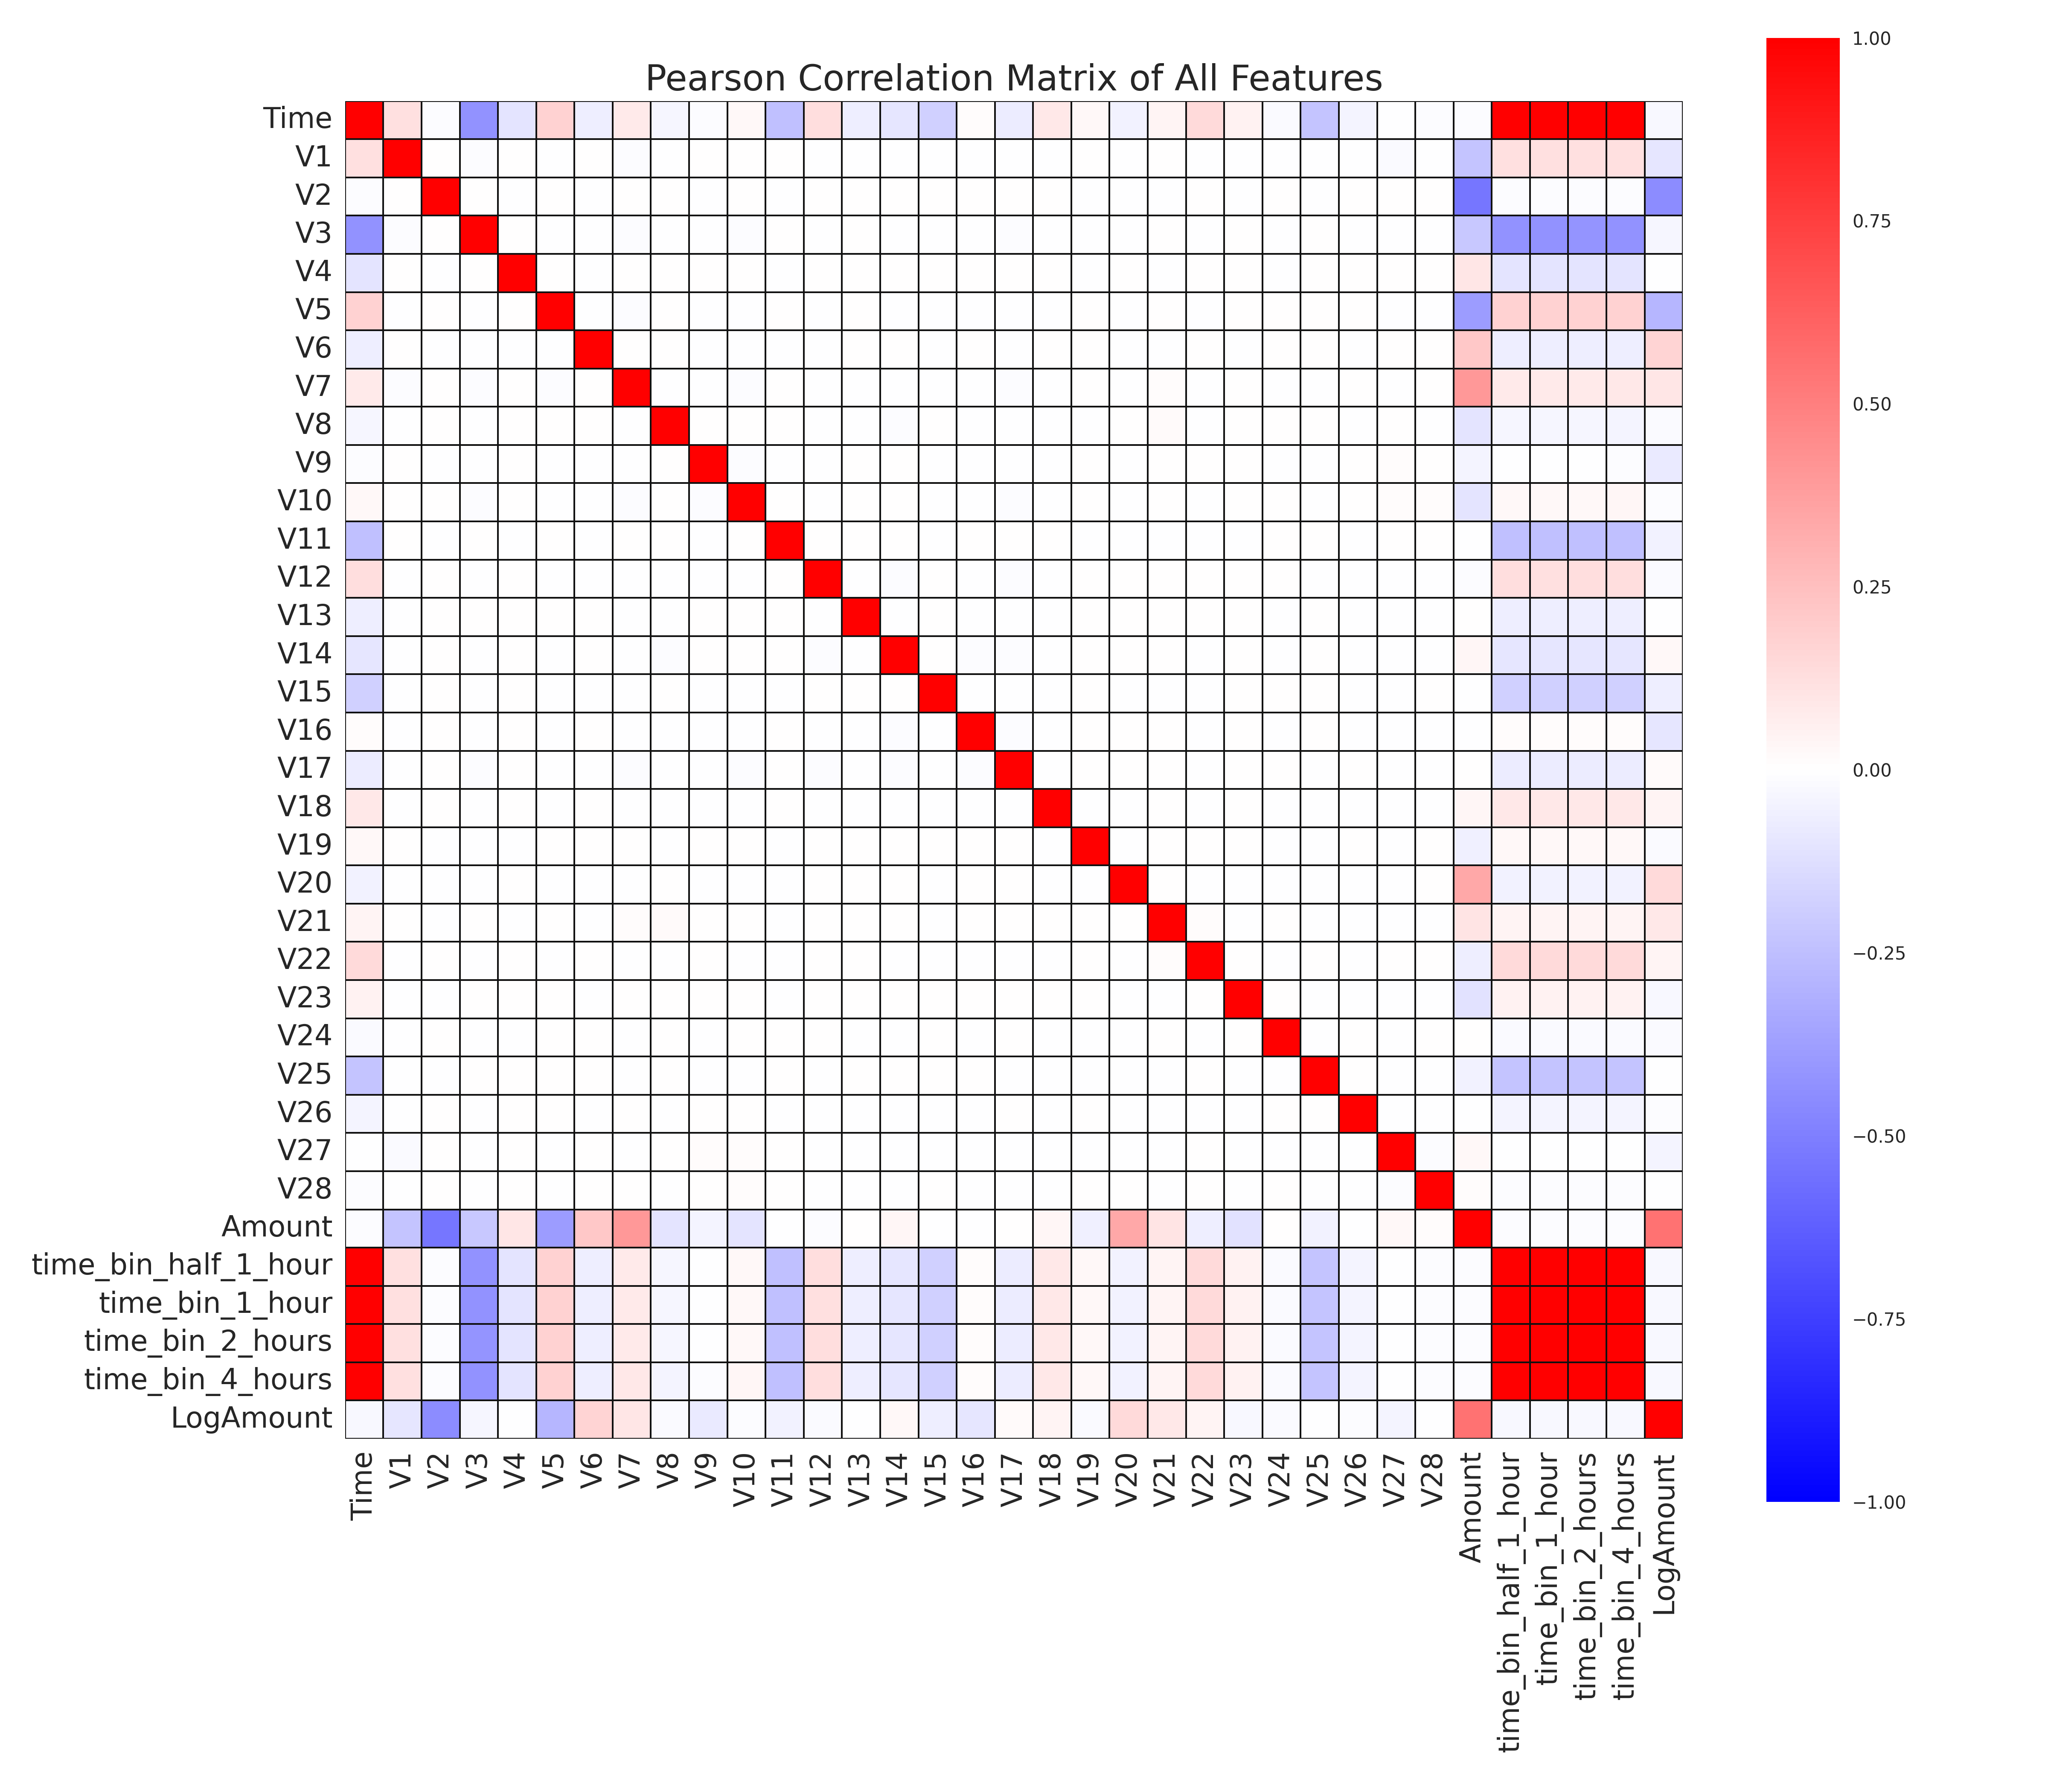 Pearson Correlation Matrix of All Features
Time
V1
V2
V3
V4
V5
V6
V7
V8
V9
V10
V11
V12
V13
V14
V15
V16
V17
V18
V19
V20
V21
V22
V23
V24
V25
V26
V27
V28
Amount
time_bin_half_1_hour
time_bin_1_hour
time_bin_2_hours
time_bin_4_hours
LogAmount
Time
V1
V2
V3
V4
V5
V6
V7
V8
V9
V10
V11
V12
V13
V14
V15
V16
V17
V18
V19
V20
V21
V22
V23
V24
V25
V26
V27
V28
Amount
time_bin_half_1_hour
time_bin_1_hour
time_bin_2_hours
time_bin_4_hours
LogAmount
1.00
0.75
0.50
0.25
0.00
−0.25
−0.50
−0.75
−1.00